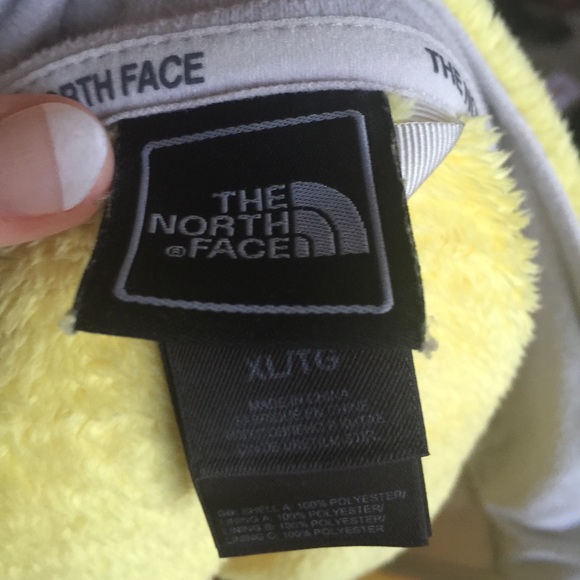 RTH FACE
THE
THE
NORTH
® FACE
XL/TG
MADE IN CHINA
SHELL A: 100% POLYESTER/
LINING A: 100% POLYESTER/
LINING B: 100% POLYESTER/
LINING C: 100% POLYESTER/